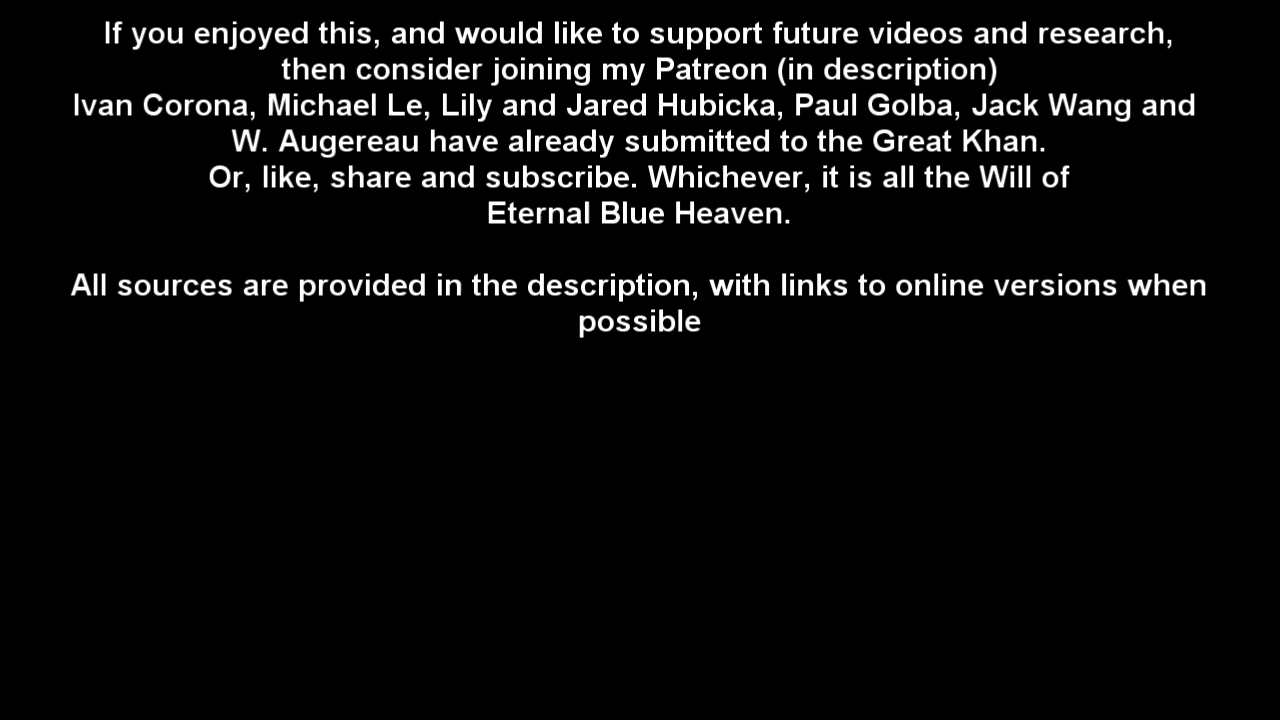 If you enjoyed this, and would like to support future videos and research,
then consider joining my Patreon (in description)
Ivan Corona, Michael Le, Lily and Jared Hubicka, Paul Golba, Jack Wang and
W. Augereau have already submitted to the Great Khan.
Or, like, share and subscribe. Whichever, it is all the Will of
Eternal Blue Heaven.
All sources are provided in the description, with links to online versions when
possible